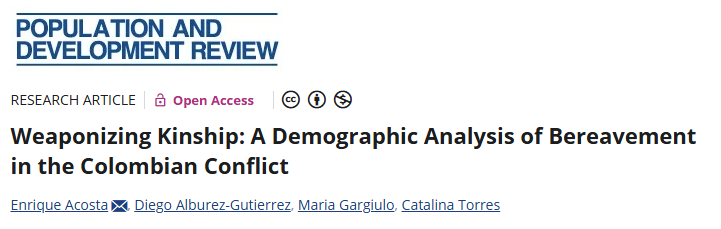 POPULATION AND
DEVELOPMENT REVIEW
RESEARCH ARTICLE Open Access cc
Weaponizing Kinship: A Demographic Analysis of Bereavement
in the Colombian Conflict
Enrique Acosta, Diego Alburez-Gutierrez, Maria Gargiulo, Catalina Torres